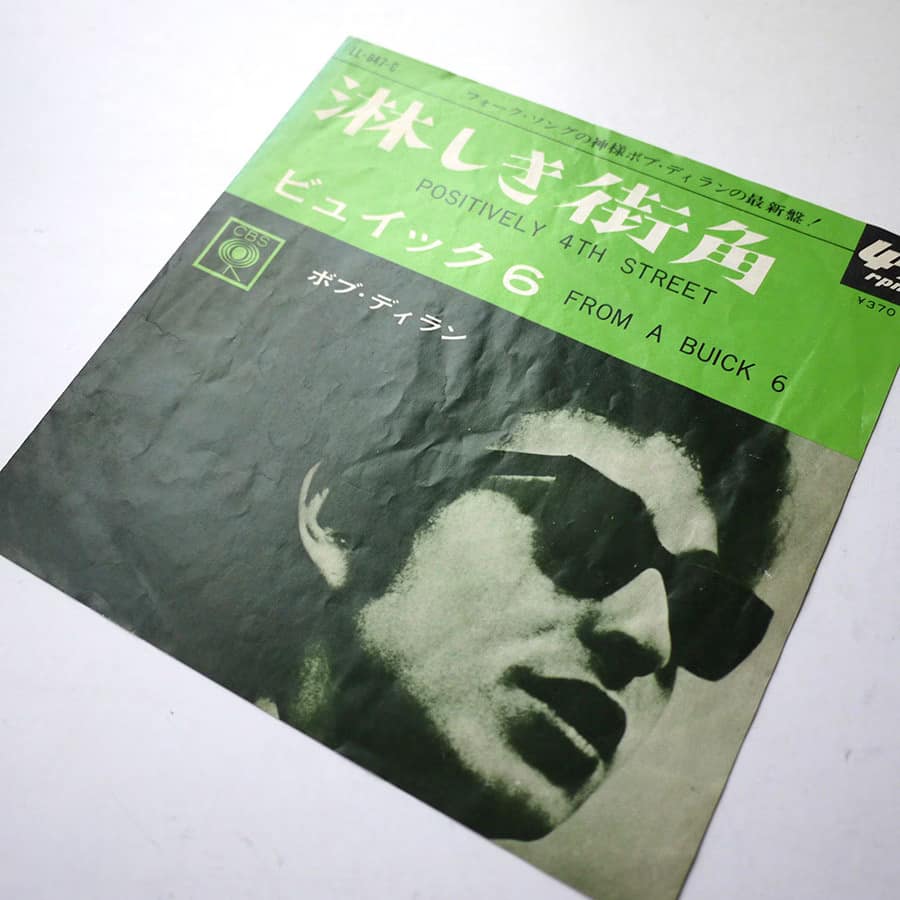 LL-847-C
フォーク・ソングの神様ボブ・ディランの最新盤!
淋しき街角
POSITIVELY 4TH STREET
ビュイック6
FROM A BUICK 6
ボブ・ディラン
CBS
rpm
¥370